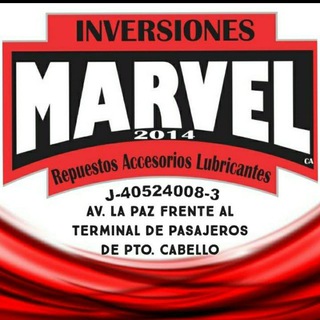 INVERSIONES
MARVEL
2014
CA
Repuestos Accesorios Lubricantes
J-40524008-3
AV. LA PAZ FRENTE AL
TERMINAL DE PASAJEROS
DE PTO. CABELLO